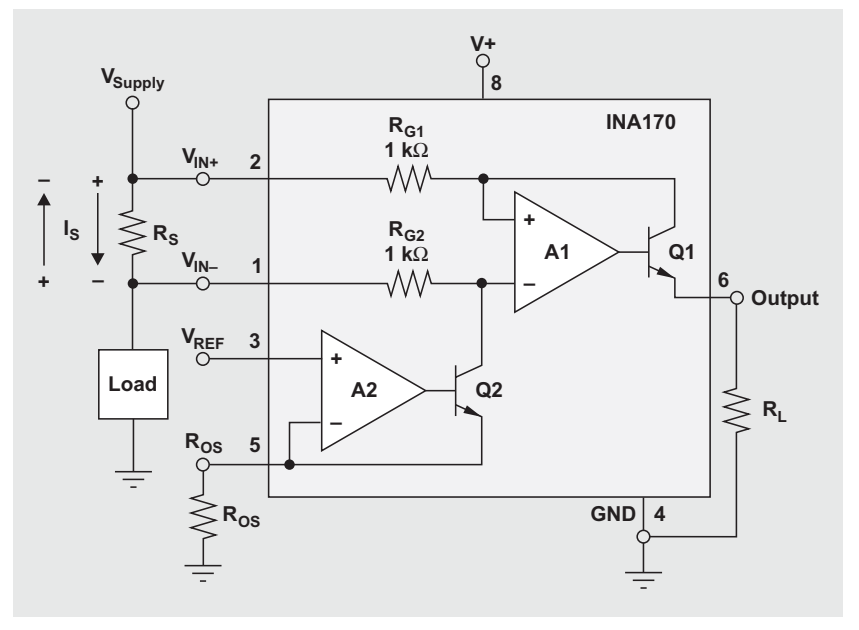 V+
8
V Supply
INA170
RG1
1 kΩ
VIN+
2
– +
IS
RS
+ –
+
A1
–
Q1
RG2
1 kΩ
VIN–
1
6
Output
VREF
3
+
A2
–
Q2
Load
RL
ROS
5
ROS
GND 4